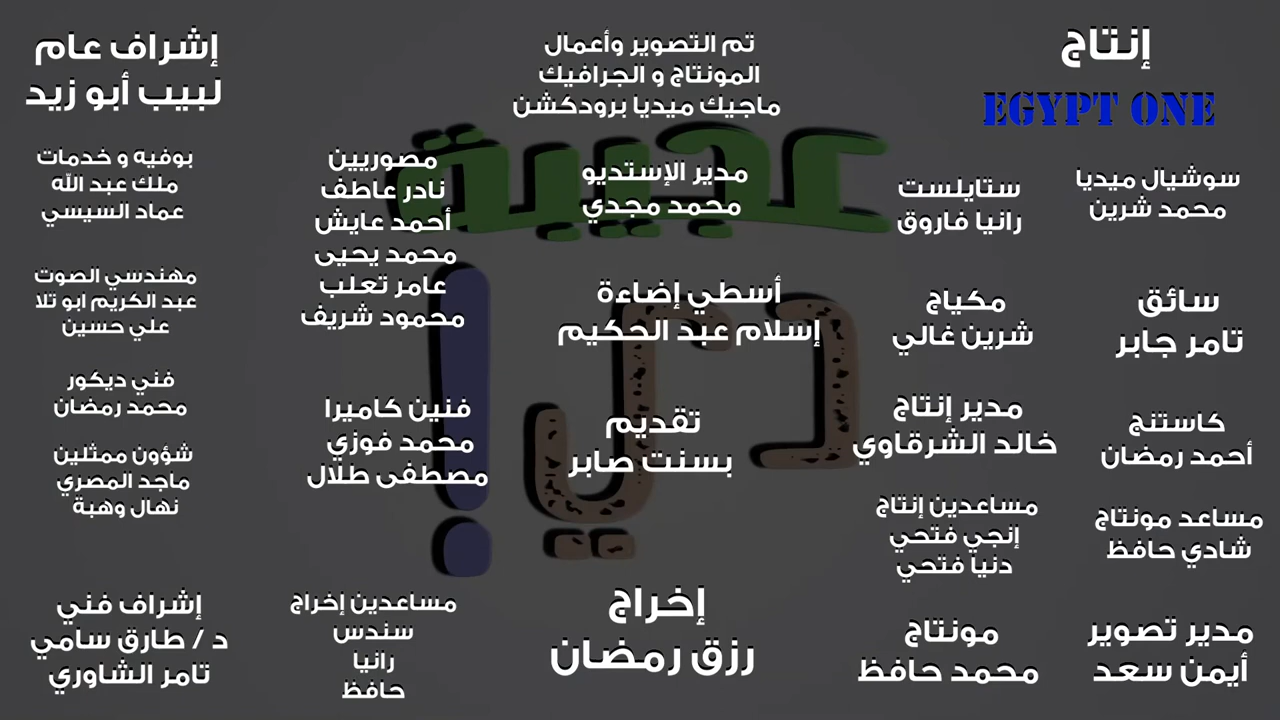 إنتاج
EGYPT ONE
سوشيال ميديا
محمد شرين
سائق
تامر جابر
كاستنج
أحمد رمضان
مساعد مونتاج
شادي حافظ
مدير تصوير
أيمن سعد
ستايلست
رانيا فاروق
مكياج
شرين غالي
مدير إنتاج
خالد الشرقاوي
مساعدين إنتاج
إنجي فتحي
دنيا فتحي
مونتاج
محمد حافظ
تم التصوير وأعمال
المونتاج و الجرافيك
ماجيك ميديا برودكشن
مدير الإستديو
محمد مجدي
أسطي إضاءة
إسلام عبد الحكيم
تقديم
بسنت صابر
إخراج
رزق رمضان
مصوريين
نادر عاطف
أحمد عايش
محمد يحيى
عامر تعلب
محمود شريف
فنين كاميرا
محمد فوزي
مصطفى طلال
مساعدين إخراج
سندس
رانيا
حافظ
إشراف عام
لبيب أبو زيد
بوفيه و خدمات
ملك عبد الله
عماد السيسي
مهندسي الصوت
عبد الكريم ابو تلا
علي حسين
فني ديكور
محمد رمضان
شؤون ممثلين
ماجد المصري
نهال وهبة
إشراف فني
د / طارق سامي
تامر الشاوري
عجيبة
دي!